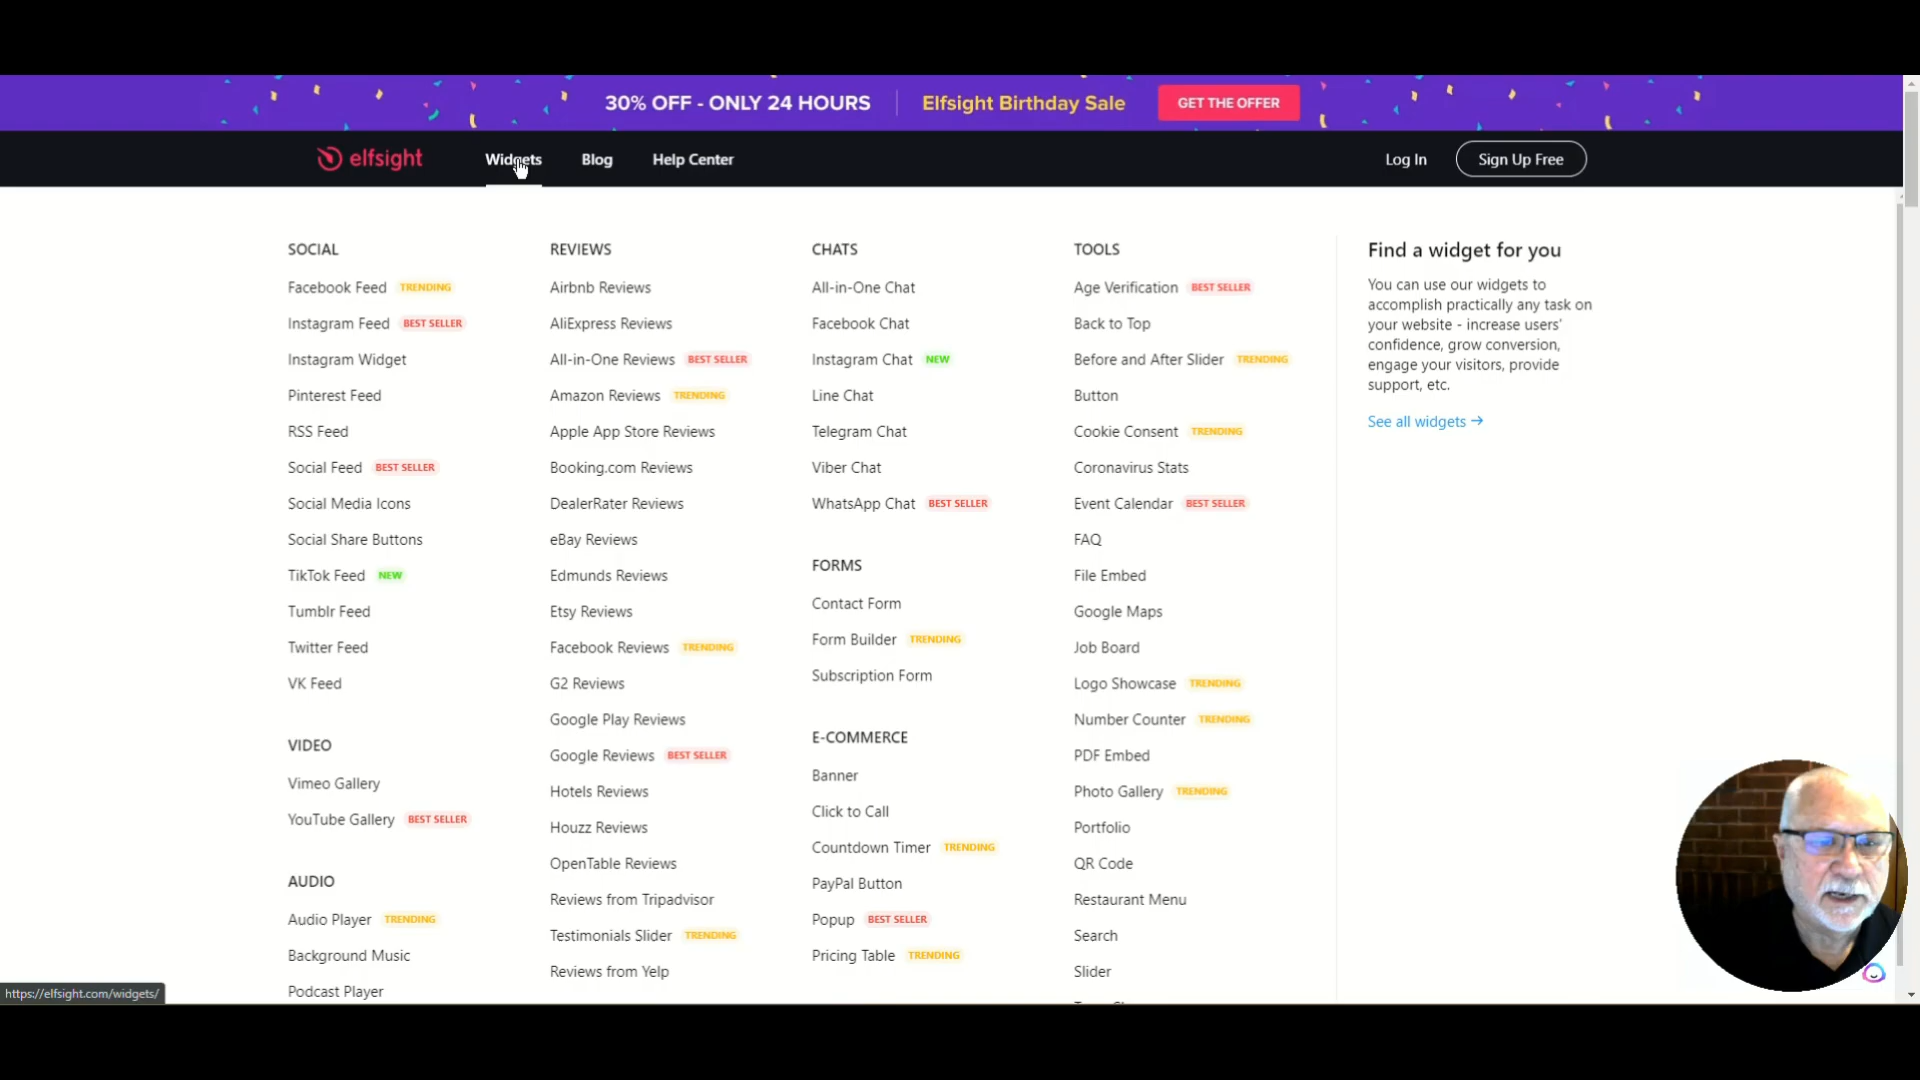 30% OFF - ONLY 24 HOURS
Elfsight Birthday Sale
GET THE OFFER
elfsight
Widgets
Blog
Help Center
Log In
Sign Up Free
SOCIAL
Facebook Feed TRENDING
Instagram Feed BEST SELLER
Instagram Widget
Pinterest Feed
RSS Feed
Social Feed BEST SELLER
Social Media Icons
Social Share Buttons
TikTok Feed NEW
Tumblr Feed
Twitter Feed
VK Feed
VIDEO
Vimeo Gallery
YouTube Gallery BEST SELLER
AUDIO
Audio Player TRENDING
Background Music
Podcast Player
REVIEWS
Airbnb Reviews
AliExpress Reviews
All-in-One Reviews BEST SELLER
Amazon Reviews TRENDING
Apple App Store Reviews
Booking.com Reviews
DealerRater Reviews
eBay Reviews
Edmunds Reviews
Etsy Reviews
Facebook Reviews TRENDING
G2 Reviews
Google Play Reviews
Google Reviews BEST SELLER
Hotels Reviews
Houzz Reviews
OpenTable Reviews
Reviews from Tripadvisor
Testimonials Slider TRENDING
Reviews from Yelp
CHATS
All-in-One Chat
Facebook Chat
Instagram Chat NEW
Line Chat
Telegram Chat
Viber Chat
WhatsApp Chat BEST SELLER
FORMS
Contact Form
Form Builder TRENDING
Subscription Form
E-COMMERCE
Banner
Click to Call
Countdown Timer TRENDING
PayPal Button
Popup BEST SELLER
Pricing Table TRENDING
TOOLS
Age Verification BEST SELLER
Back to Top
Before and After Slider TRENDING
Button
Cookie Consent TRENDING
Coronavirus Stats
Event Calendar BEST SELLER
FAQ
File Embed
Google Maps
Job Board
Logo Showcase TRENDING
Number Counter TRENDING
PDF Embed
Photo Gallery TRENDING
Portfolio
QR Code
Restaurant Menu
Search
Slider
Find a widget for you
You can use our widgets to
accomplish practically any task on
your website - increase users'
confidence, grow conversion,
engage your visitors, provide
support, etc.
See all widgets →
https://elfsight.com/widgets/